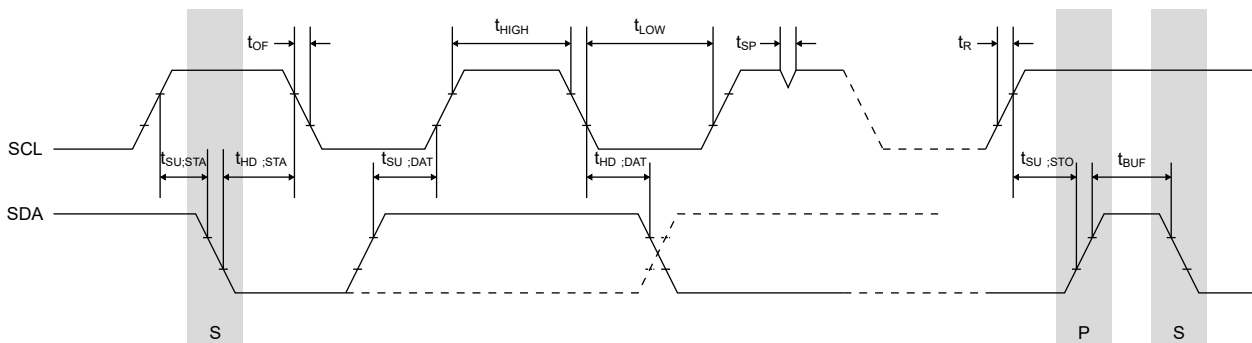 tOF
tHIGH
tLOW
tSP
tR
SCL
tSU;STA
tHD ;STA
tSU ;DAT
tHD ;DAT
tSU ;STO
tBUF
SDA
S
P
S